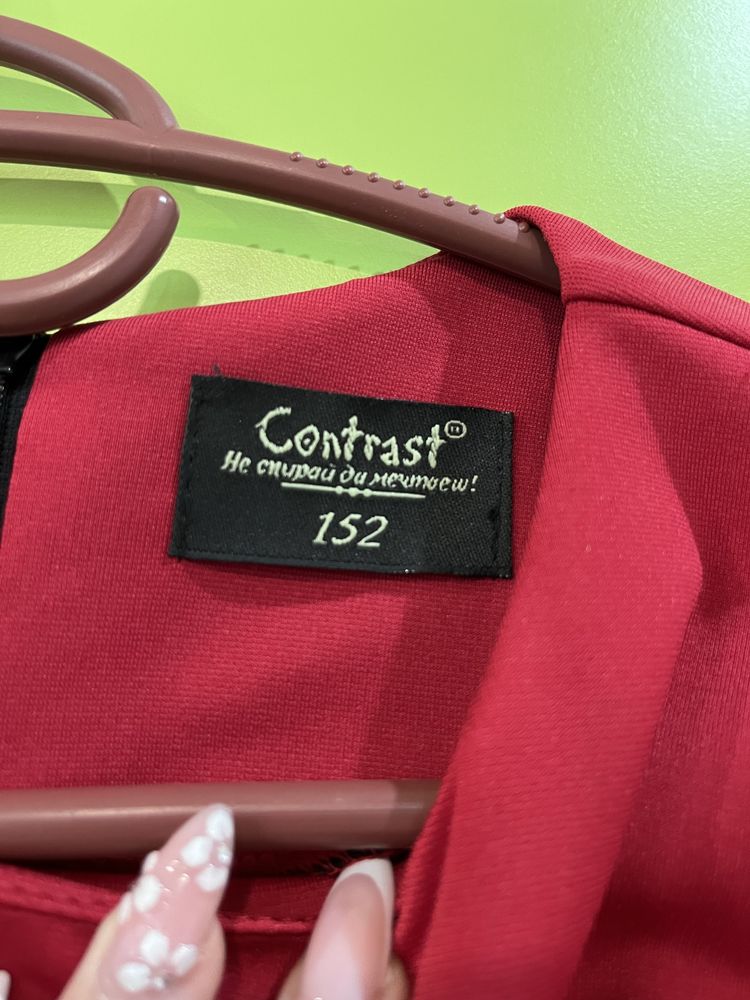 Contrast®
Не спирай да мечтаеш!
152